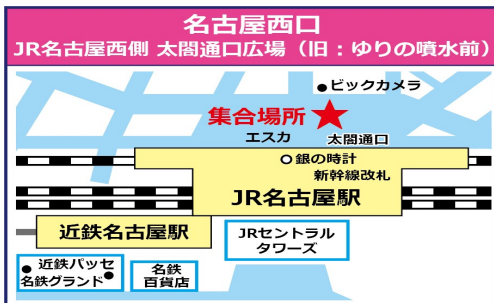 名古屋西口
JR名古屋西側 太閤通口広場（旧：ゆりの噴水前）
ビックカメラ
集合場所
エスカ
太閤通口
銀の時計
新幹線改札
JR名古屋駅
近鉄名古屋駅
JRセントラル
タワーズ
近鉄パッセ
名鉄グランド
名鉄
百貨店